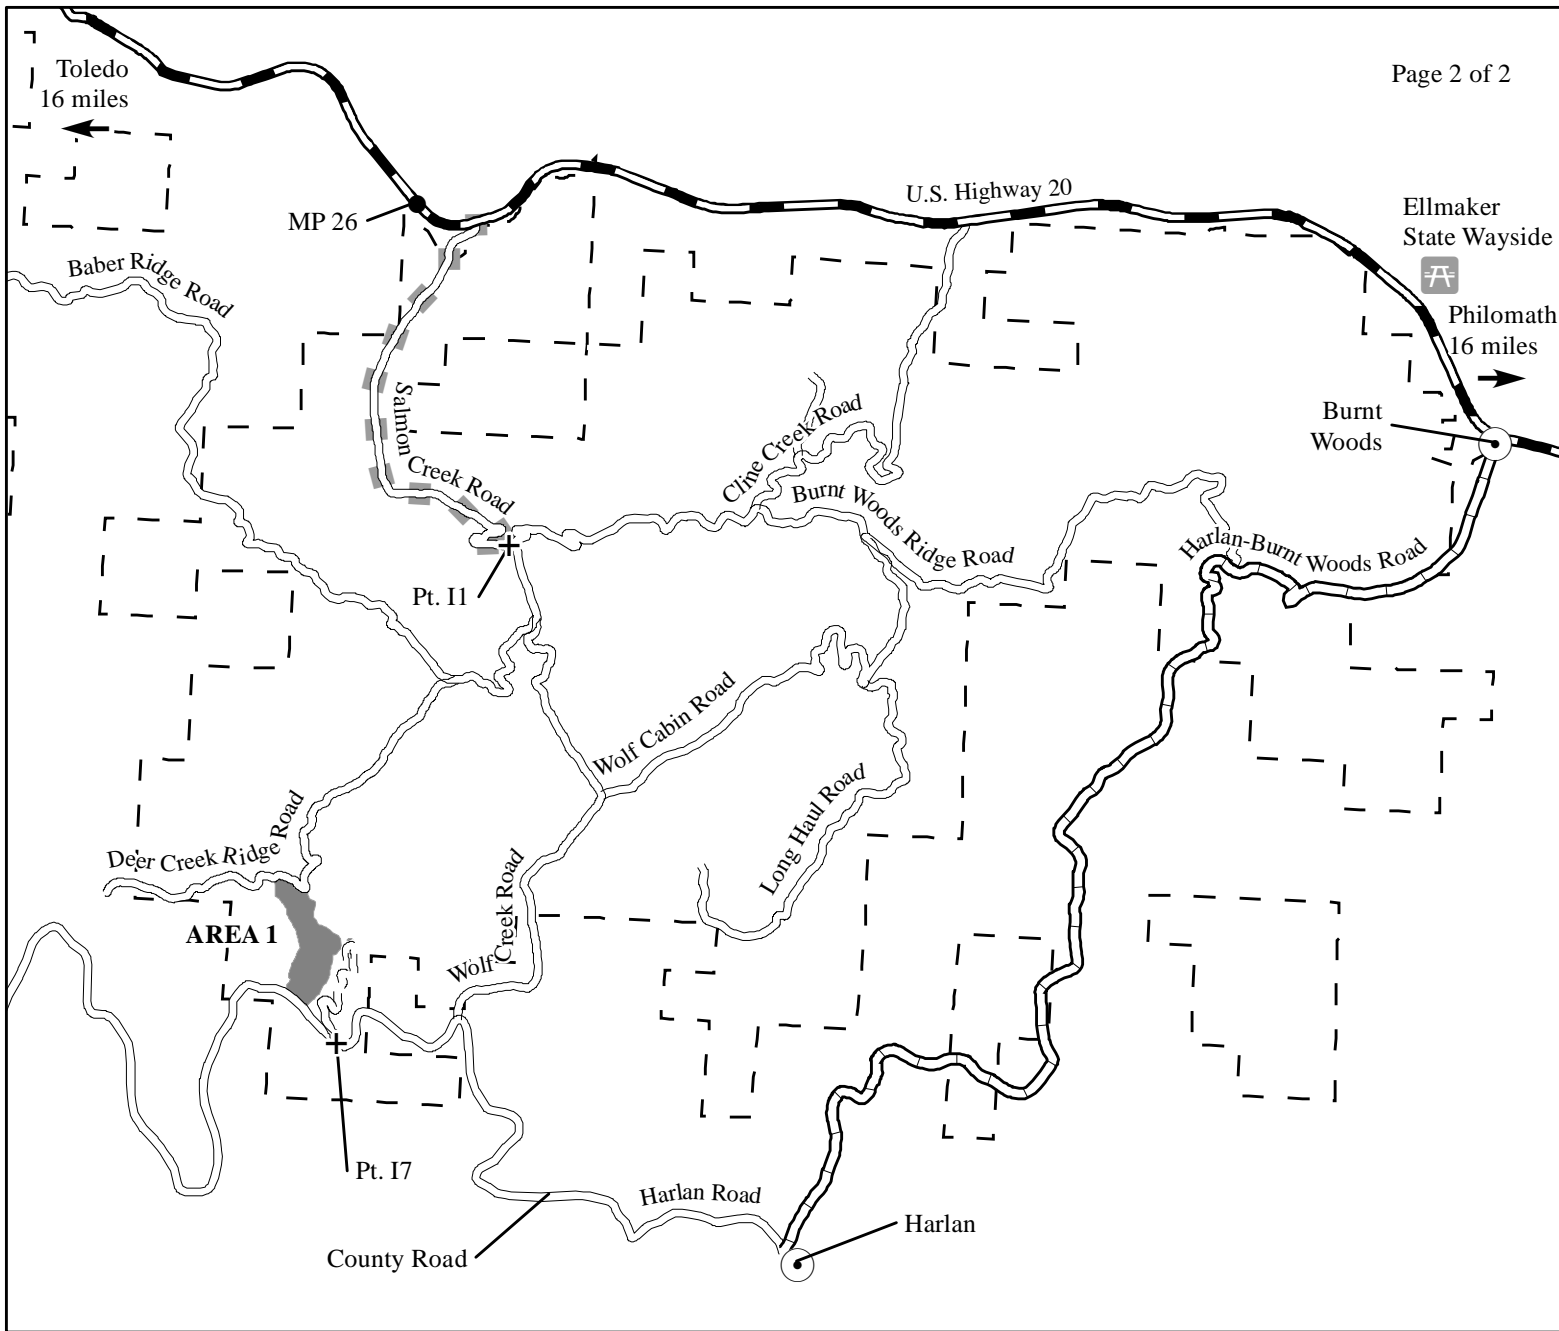 Page 2 of 2
Toledo
16 miles
U.S. Highway 20
MP 26
Ellmaker
State Wayside
Baber Ridge Road
Philomath
16 miles
Salmon
Creek Road
Burnt
Woods
Cline Creek Road
Burnt Woods Ridge Road
Harlan-Burnt Woods Road
Pt. I1
Wolf Cabin Road
Long Haul Road
Deer Creek Ridge Road
AREA 1
Wolf Creek Road
Pt. I7
Harlan Road
Harlan
County Road